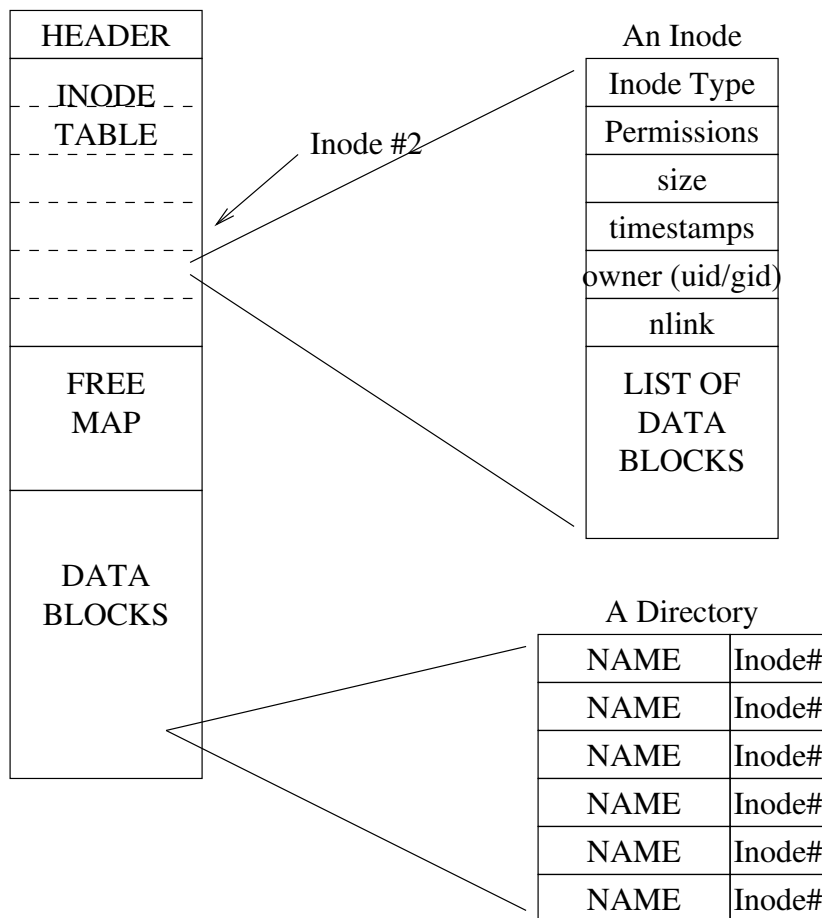 HEADER
INODE
TABLE
Inode #2
FREE
MAP
DATA
BLOCKS
An Inode
Inode Type
Permissions
size
timestamps
owner (uid/gid)
nlink
LIST OF
DATA
BLOCKS
A Directory
NAME Inode#
NAME Inode#
NAME Inode#
NAME Inode#
NAME Inode#
NAME Inode#